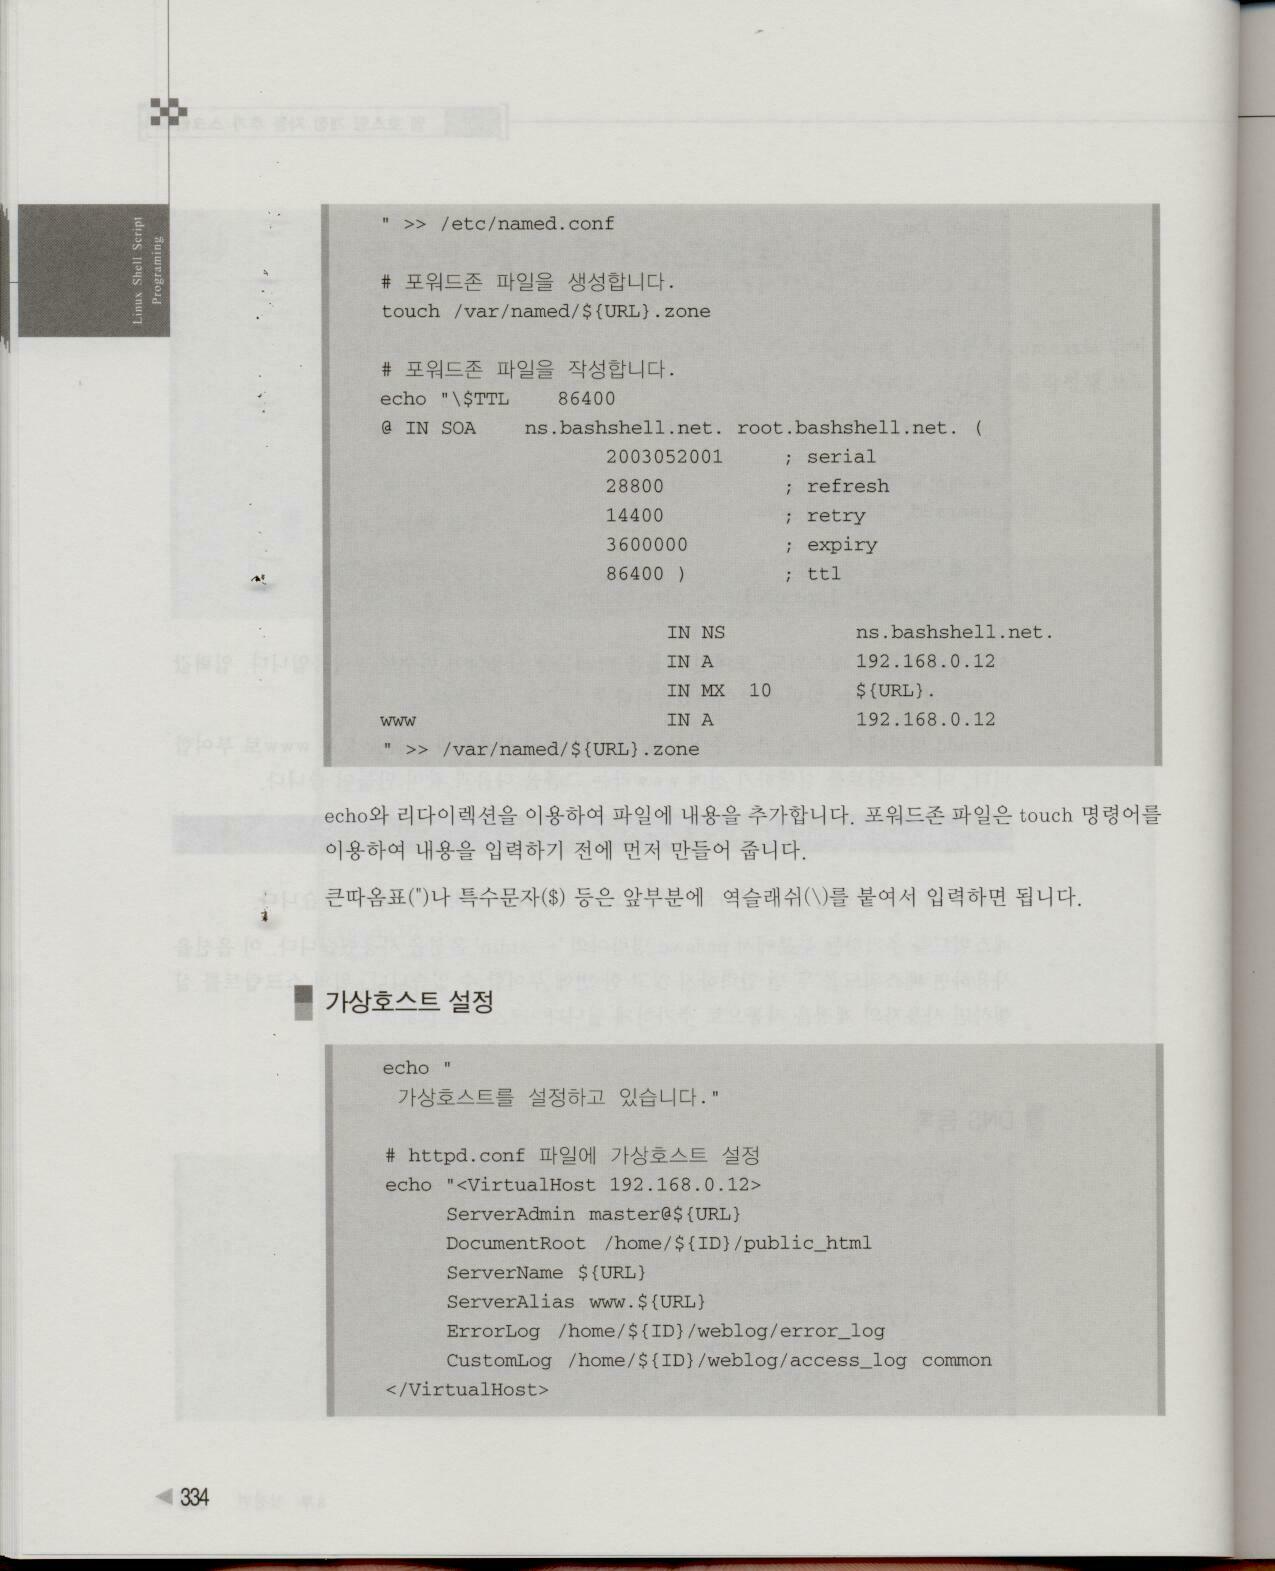 Linux Shell Script
Programing
" >> /etc/named.conf
# 포워드존 파일을 생성합니다.
touch /var/named/${URL}.zone
# 포워드존 파일을 작성합니다.
echo "\$TTL 86400
@ IN SOA ns.bashshell.net. root.bashshell.net. (
2003052001 ; serial
28800 ; refresh
14400 ; retry
3600000 ; expiry
86400 ) ; ttl
IN NS ns.bashshell.net.
IN A 192.168.0.12
IN MX 10 ${URL}.
www IN A 192.168.0.12
" >> /var/named/${URL}.zone
echo와 리다이렉션을 이용하여 파일에 내용을 추가합니다. 포워드존 파일은 touch 명령어를
이용하여 내용을 입력하기 전에 먼저 만들어 줍니다.
큰따옴표(")나 특수문자($) 등은 앞부분에 역슬래쉬(\)를 붙여서 입력하면 됩니다.
가상호스트 설정
echo "
가상호스트를 설정하고 있습니다."
# httpd.conf 파일에 가상호스트 설정
echo "<VirtualHost 192.168.0.12>
ServerAdmin master@${URL}
DocumentRoot /home/${ID}/public_html
ServerName ${URL}
ServerAlias www.${URL}
ErrorLog /home/${ID}/weblog/error_log
CustomLog /home/${ID}/weblog/access_log common
</VirtualHost>
334